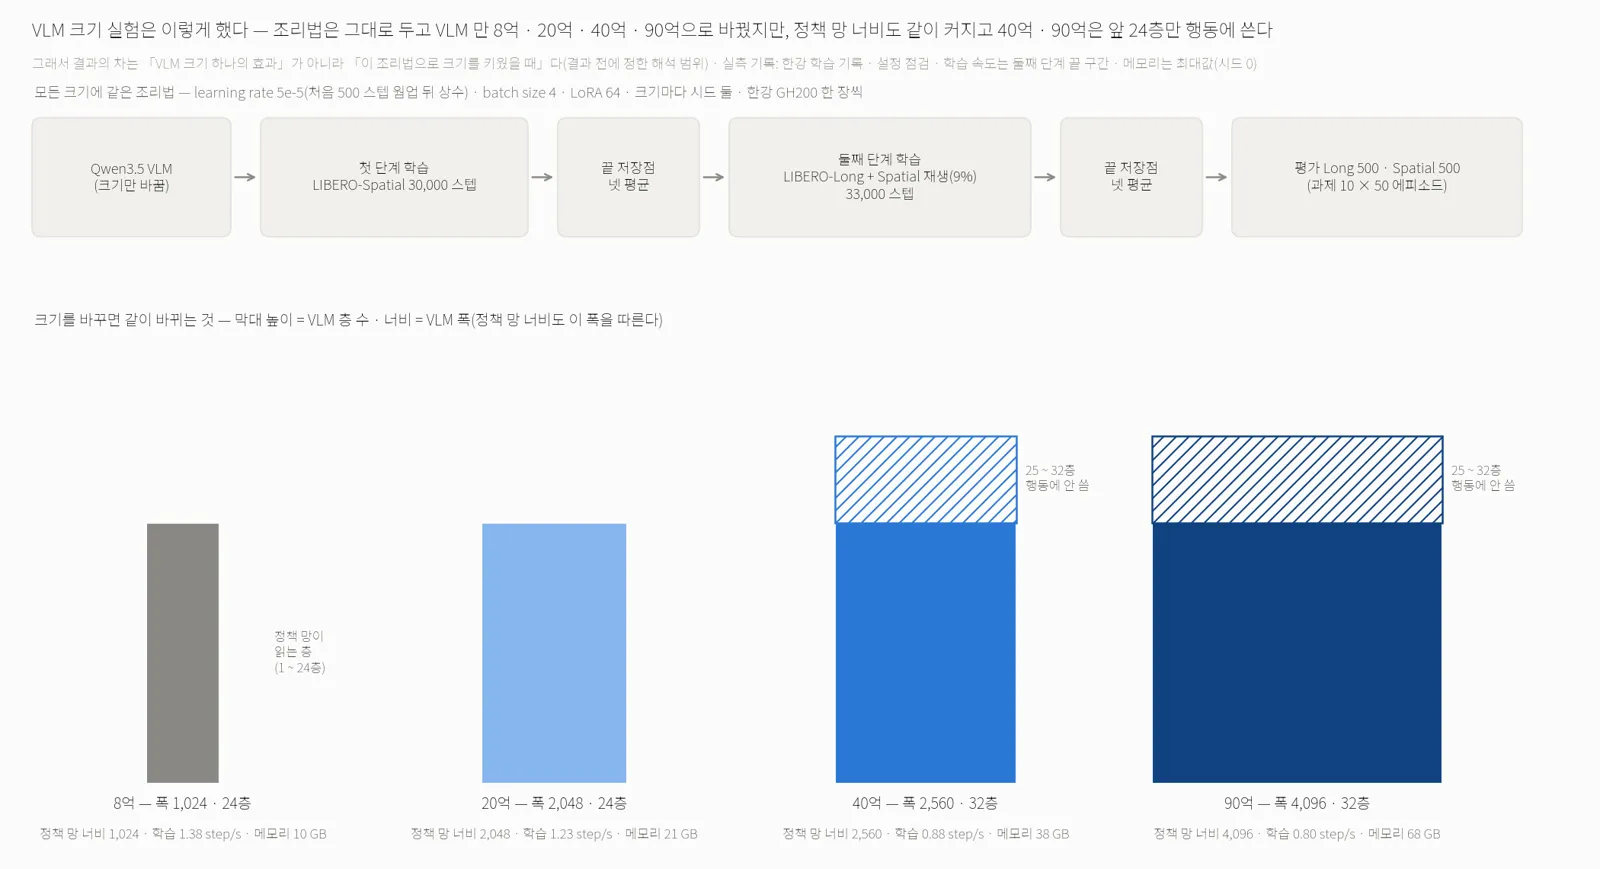 VLM 크기 실험은 이렇게 했다 — 조리법은 그대로 두고 VLM 만 8억 · 20억 · 40억 · 90억으로 바꿨지만, 정책 망 너비도 같이 커지고 40억 · 90억은 앞 24층만 행동에 쓴다
그래서 결과의 차는 「VLM 크기 하나의 효과」가 아니라 「이 조리법으로 크기를 키웠을 때」다(결과 전에 정한 해석 범위) · 실측 기록: 한강 학습 기록 · 설정 점검 · 학습 속도는 둘째 단계 끝 구간 · 메모리는 최대값(시드 0)
모든 크기에 같은 조리법 — learning rate 5e-5(처음 500 스텝 웜업 뒤 상수) · batch size 4 · LoRA 64 · 크기마다 시드 둘 · 한강 GH200 한 장씩
Qwen3.5 VLM
(크기만 바꿈)
첫 단계 학습
LIBERO-Spatial 30,000 스텝
끝 저장점
넷 평균
둘째 단계 학습
LIBERO-Long + Spatial 재생(9%)
33,000 스텝
끝 저장점
넷 평균
평가 Long 500 · Spatial 500
(과제 10 × 50 에피소드)
크기를 바꾸면 같이 바뀌는 것 — 막대 높이 = VLM 층 수 · 너비 = VLM 폭(정책 망 너비도 이 폭을 따른다)
25 ~ 32층
행동에 안 씀
25 ~ 32층
행동에 안 씀
정책 망이
읽는 층
(1 ~ 24층)
8억 — 폭 1,024 · 24층
20억 — 폭 2,048 · 24층
40억 — 폭 2,560 · 32층
90억 — 폭 4,096 · 32층
정책 망 너비 1,024 · 학습 1.38 step/s · 메모리 10 GB
정책 망 너비 2,048 · 학습 1.23 step/s · 메모리 21 GB
정책 망 너비 2,560 · 학습 0.88 step/s · 메모리 38 GB
정책 망 너비 4,096 · 학습 0.80 step/s · 메모리 68 GB